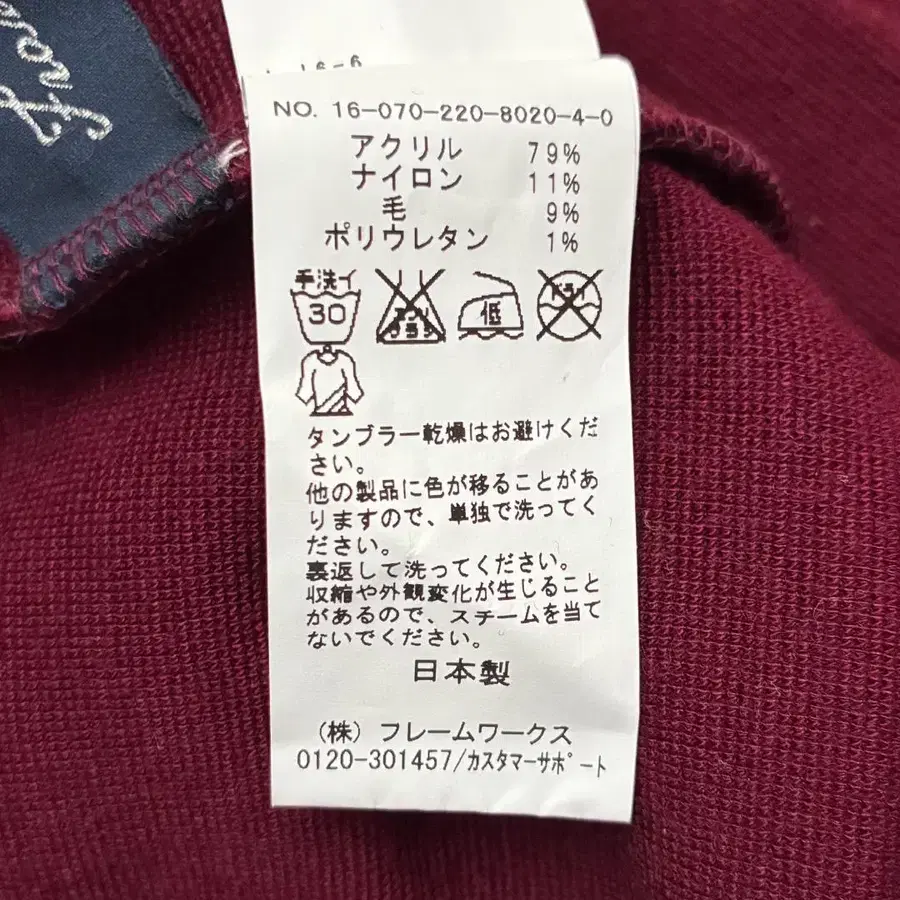 NO. 16-070-220-8020-4-0
アクリル 79%
ナイロン 11%
毛 9%
ポリウレタン 1%
手洗イ
30
低
ドライ
タンブラー乾燥はお避けくだ
さい。
他の製品に色が移ることがあ
りますので、単独で洗ってく
ださい。
裏返して洗ってください。
収縮や外観変化が生じること
があるので、スチームを当て
ないでください。
日本製
(株) フレームワークス
0120-301457/カスタマーサポート